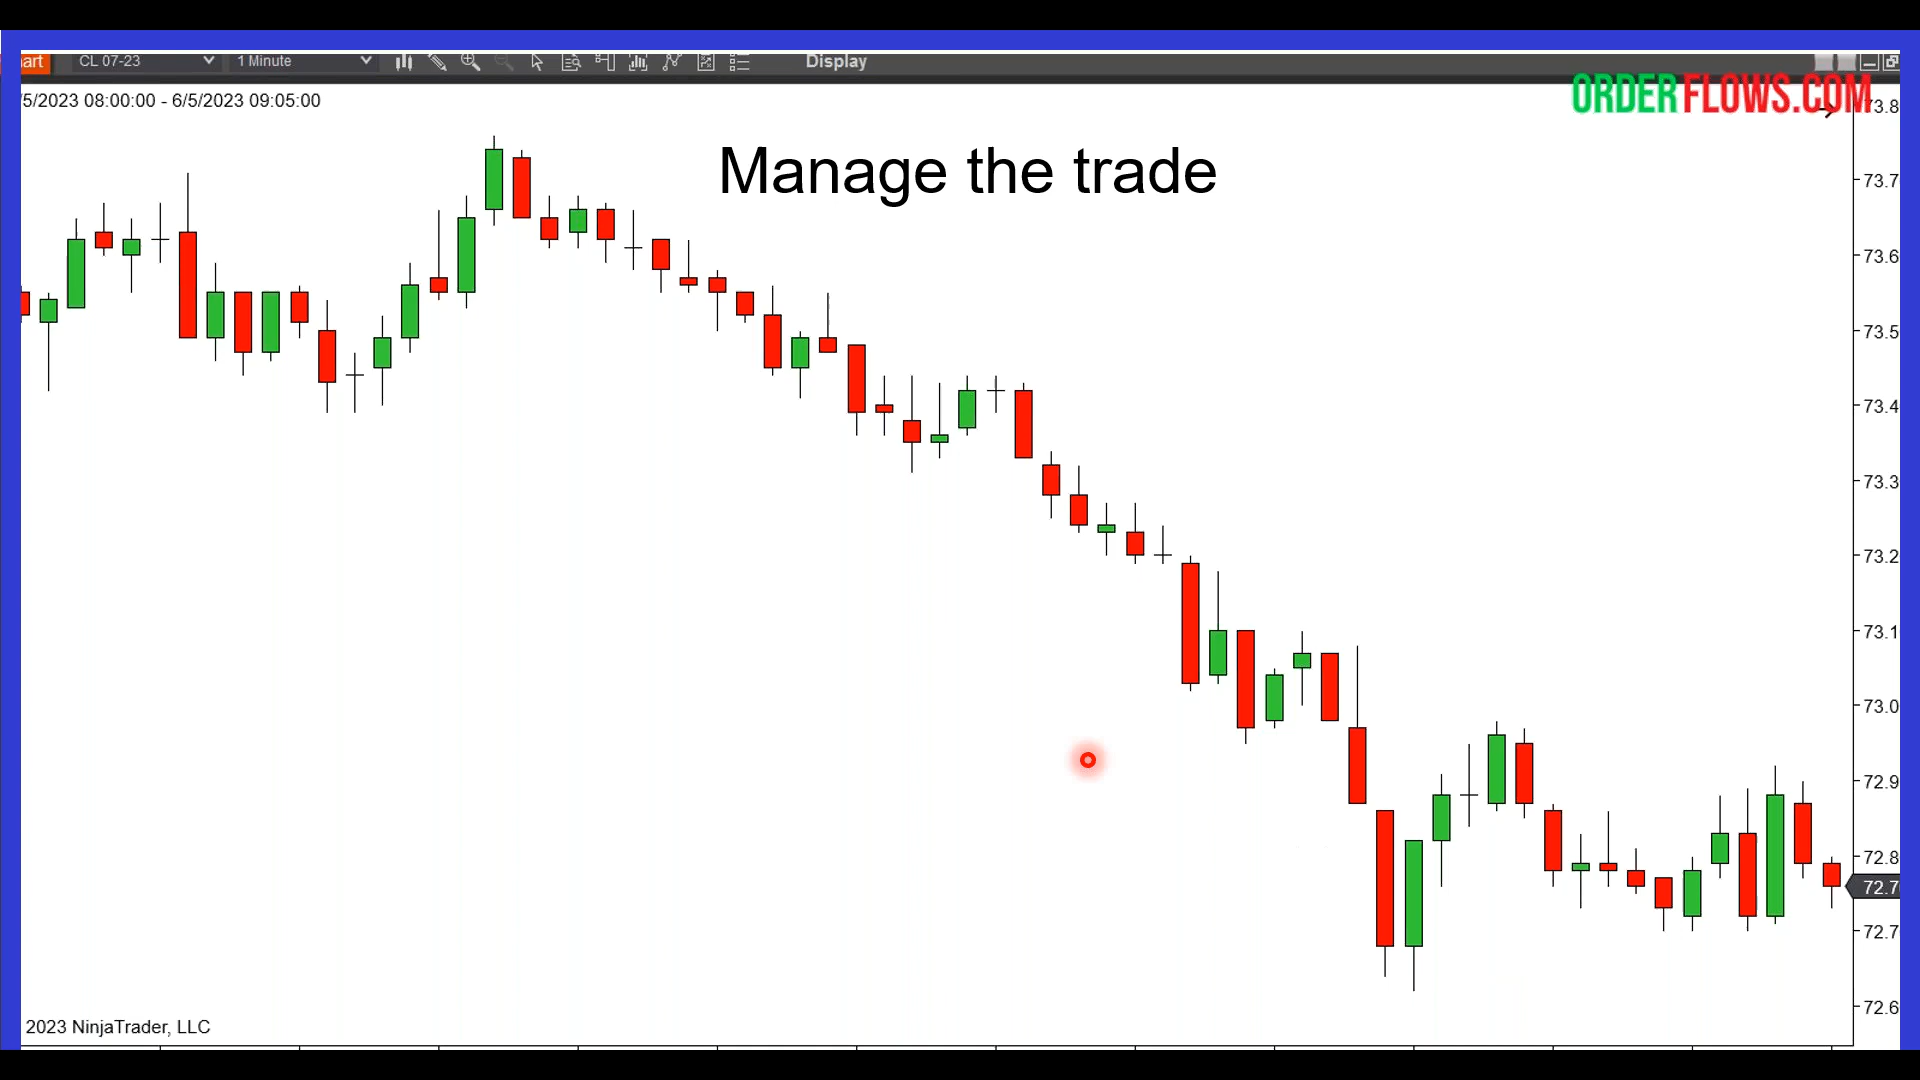 art CL 07-23 1 Minute Display
/5/2023 08:00:00 - 6/5/2023 09:05:00
ORDERFLOWS.COM
Manage the trade
73.8
73.7
73.6
73.5
73.4
73.3
73.2
73.1
73.0
72.9
72.8
72.7
72.7
72.6
2023 NinjaTrader, LLC